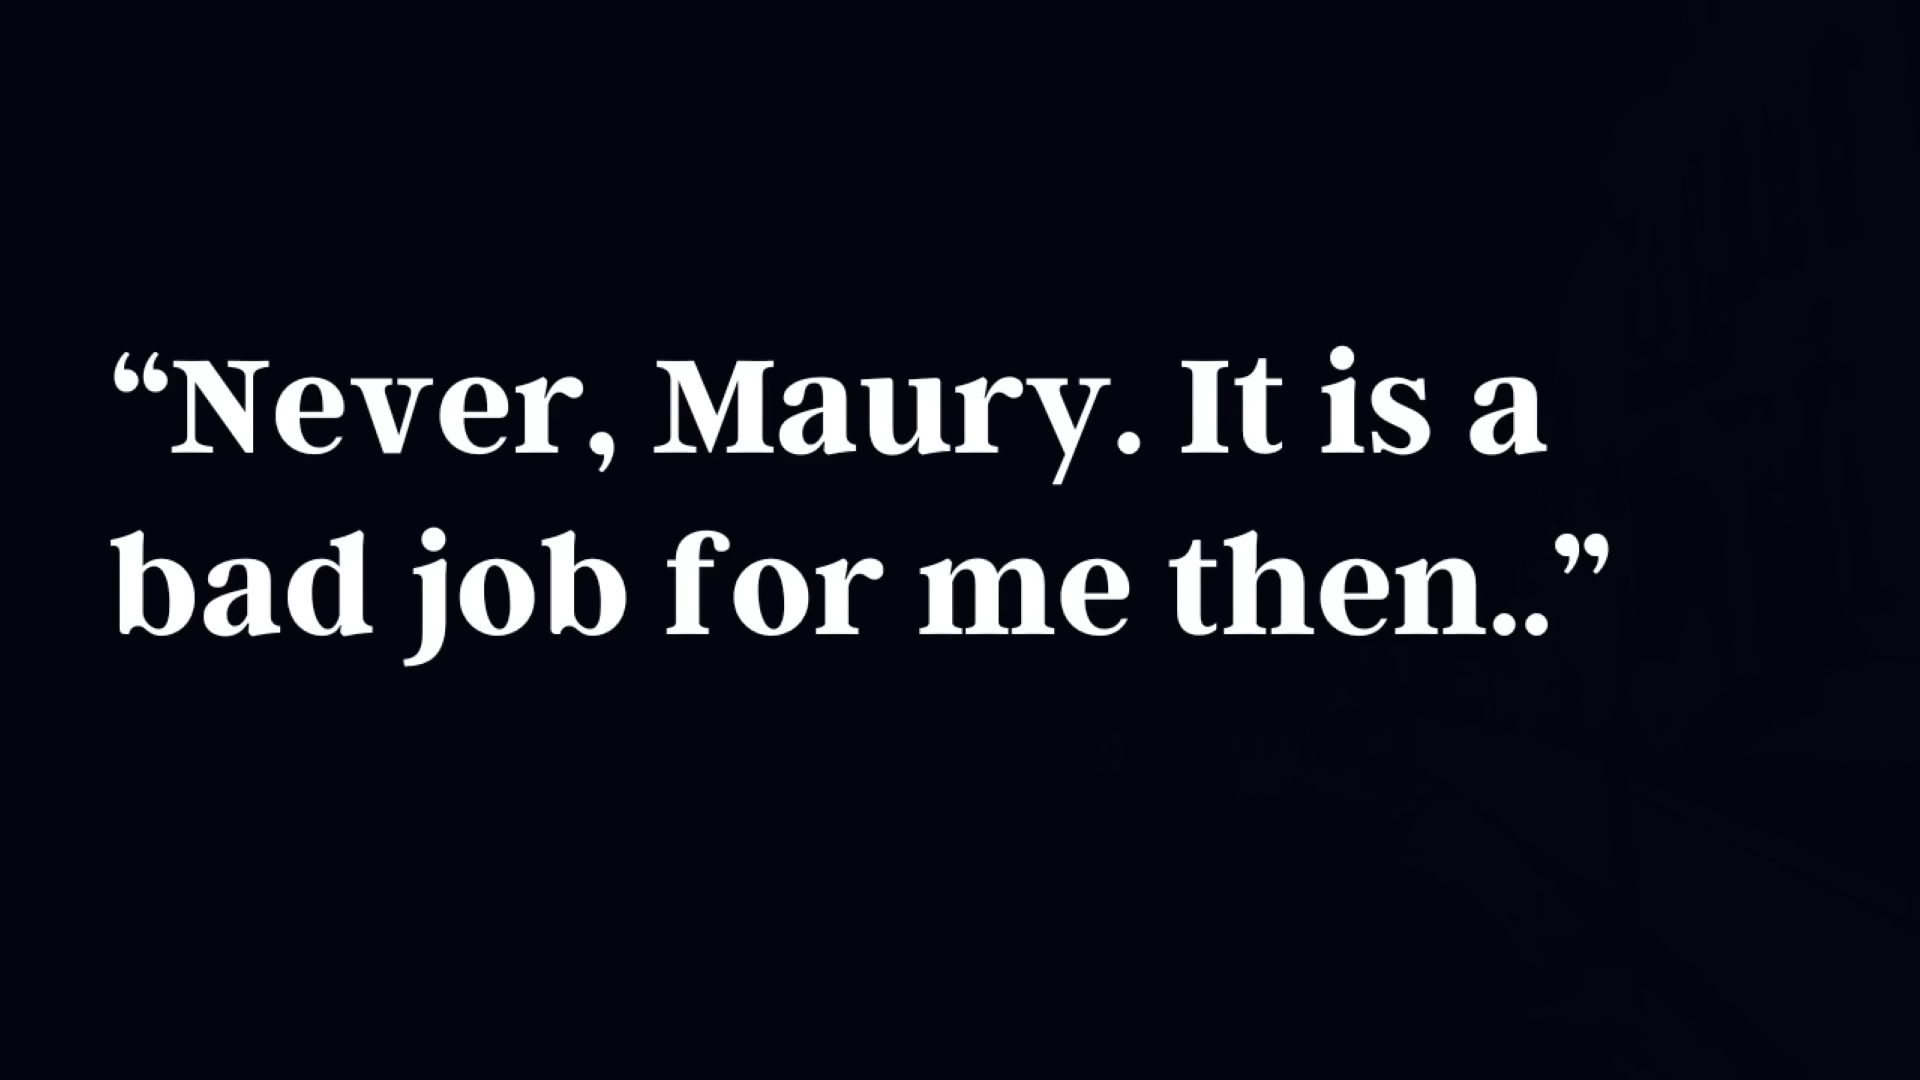 “Never, Maury. It is a
bad job for me then..”